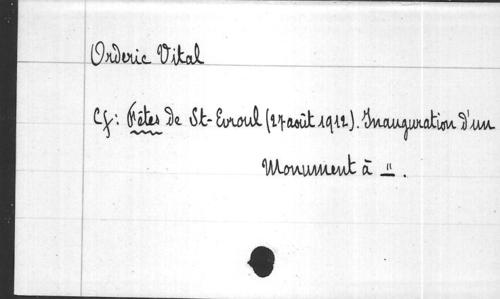 Orderic Vital
Cf: Fêtes de St-Evroul (27 août 1912). Inauguration d'un
Monument à ".